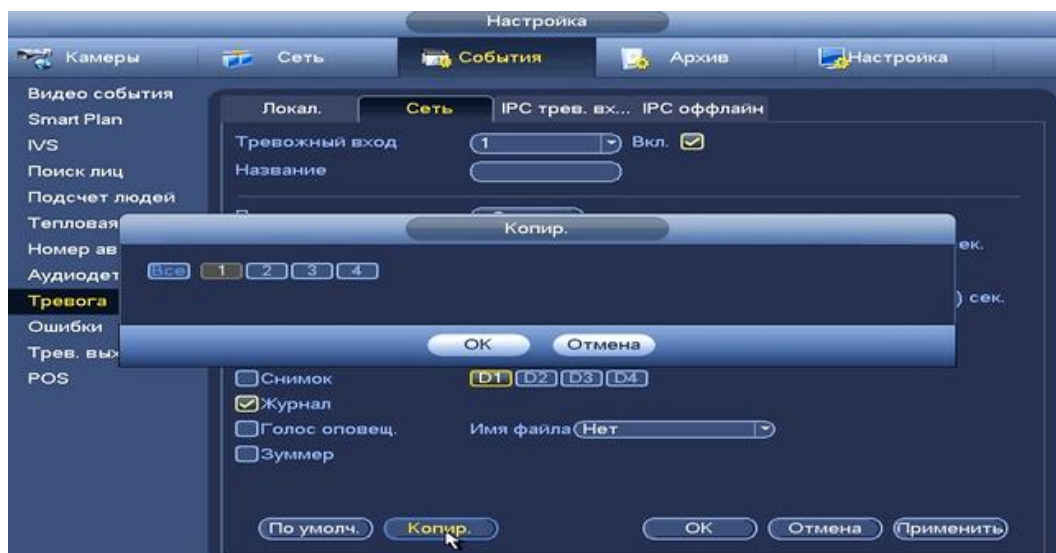 Настройка
Камеры Сеть События Архив Настройка
Видео события
Smart Plan
IVS
Поиск лиц
Подсчет людей
Тепловая
Номер ав
Аудиодет
Тревога
Ошибки
Трев. вых
POS
Локал. Сеть IPC трев. вх... IPC оффлайн
Тревожный вход 1 Вкл.
Название
ек.
) сек.
Копир.
Все 1 2 3 4
OK Отмена
Снимок D1 D2 D3 D4
Журнал
Голос оповещ. Имя файла Нет
Зуммер
По умолч. Копир. OK Отмена Применить